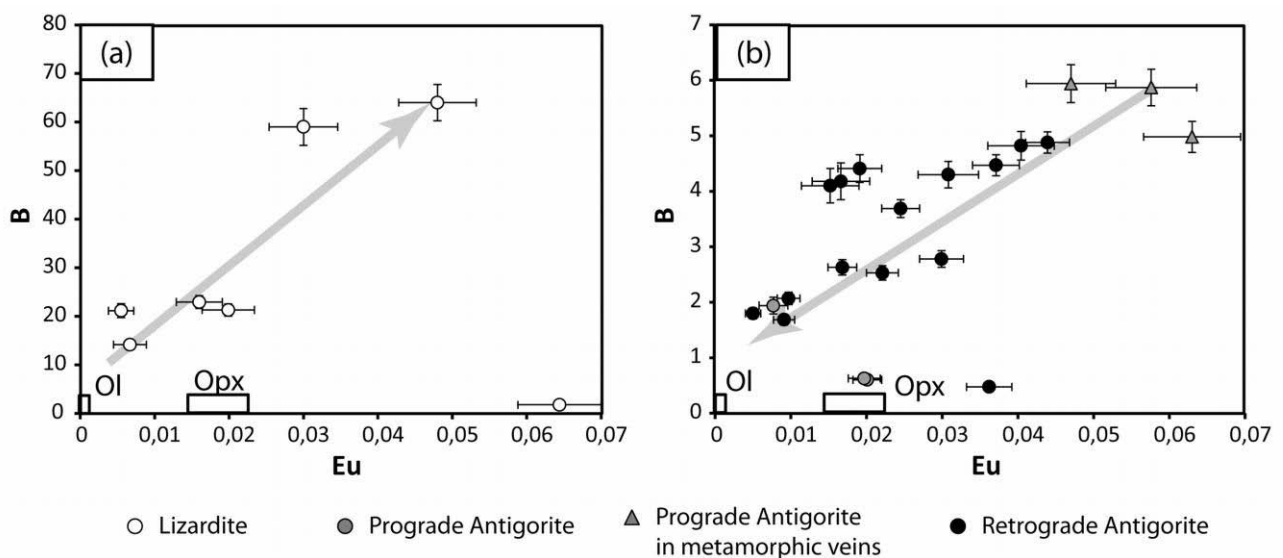 (a)
80
70
60
50
40
30
20
10
0
B
Ol
Opx
0 0,01 0,02 0,03 0,04 0,05 0,06 0,07
Eu
(b)
7
6
5
4
3
2
1
0
B
Ol
Opx
0 0,01 0,02 0,03 0,04 0,05 0,06 0,07
Eu
Lizardite
Prograde Antigorite
Prograde Antigorite
in metamorphic veins
Retrograde Antigorite